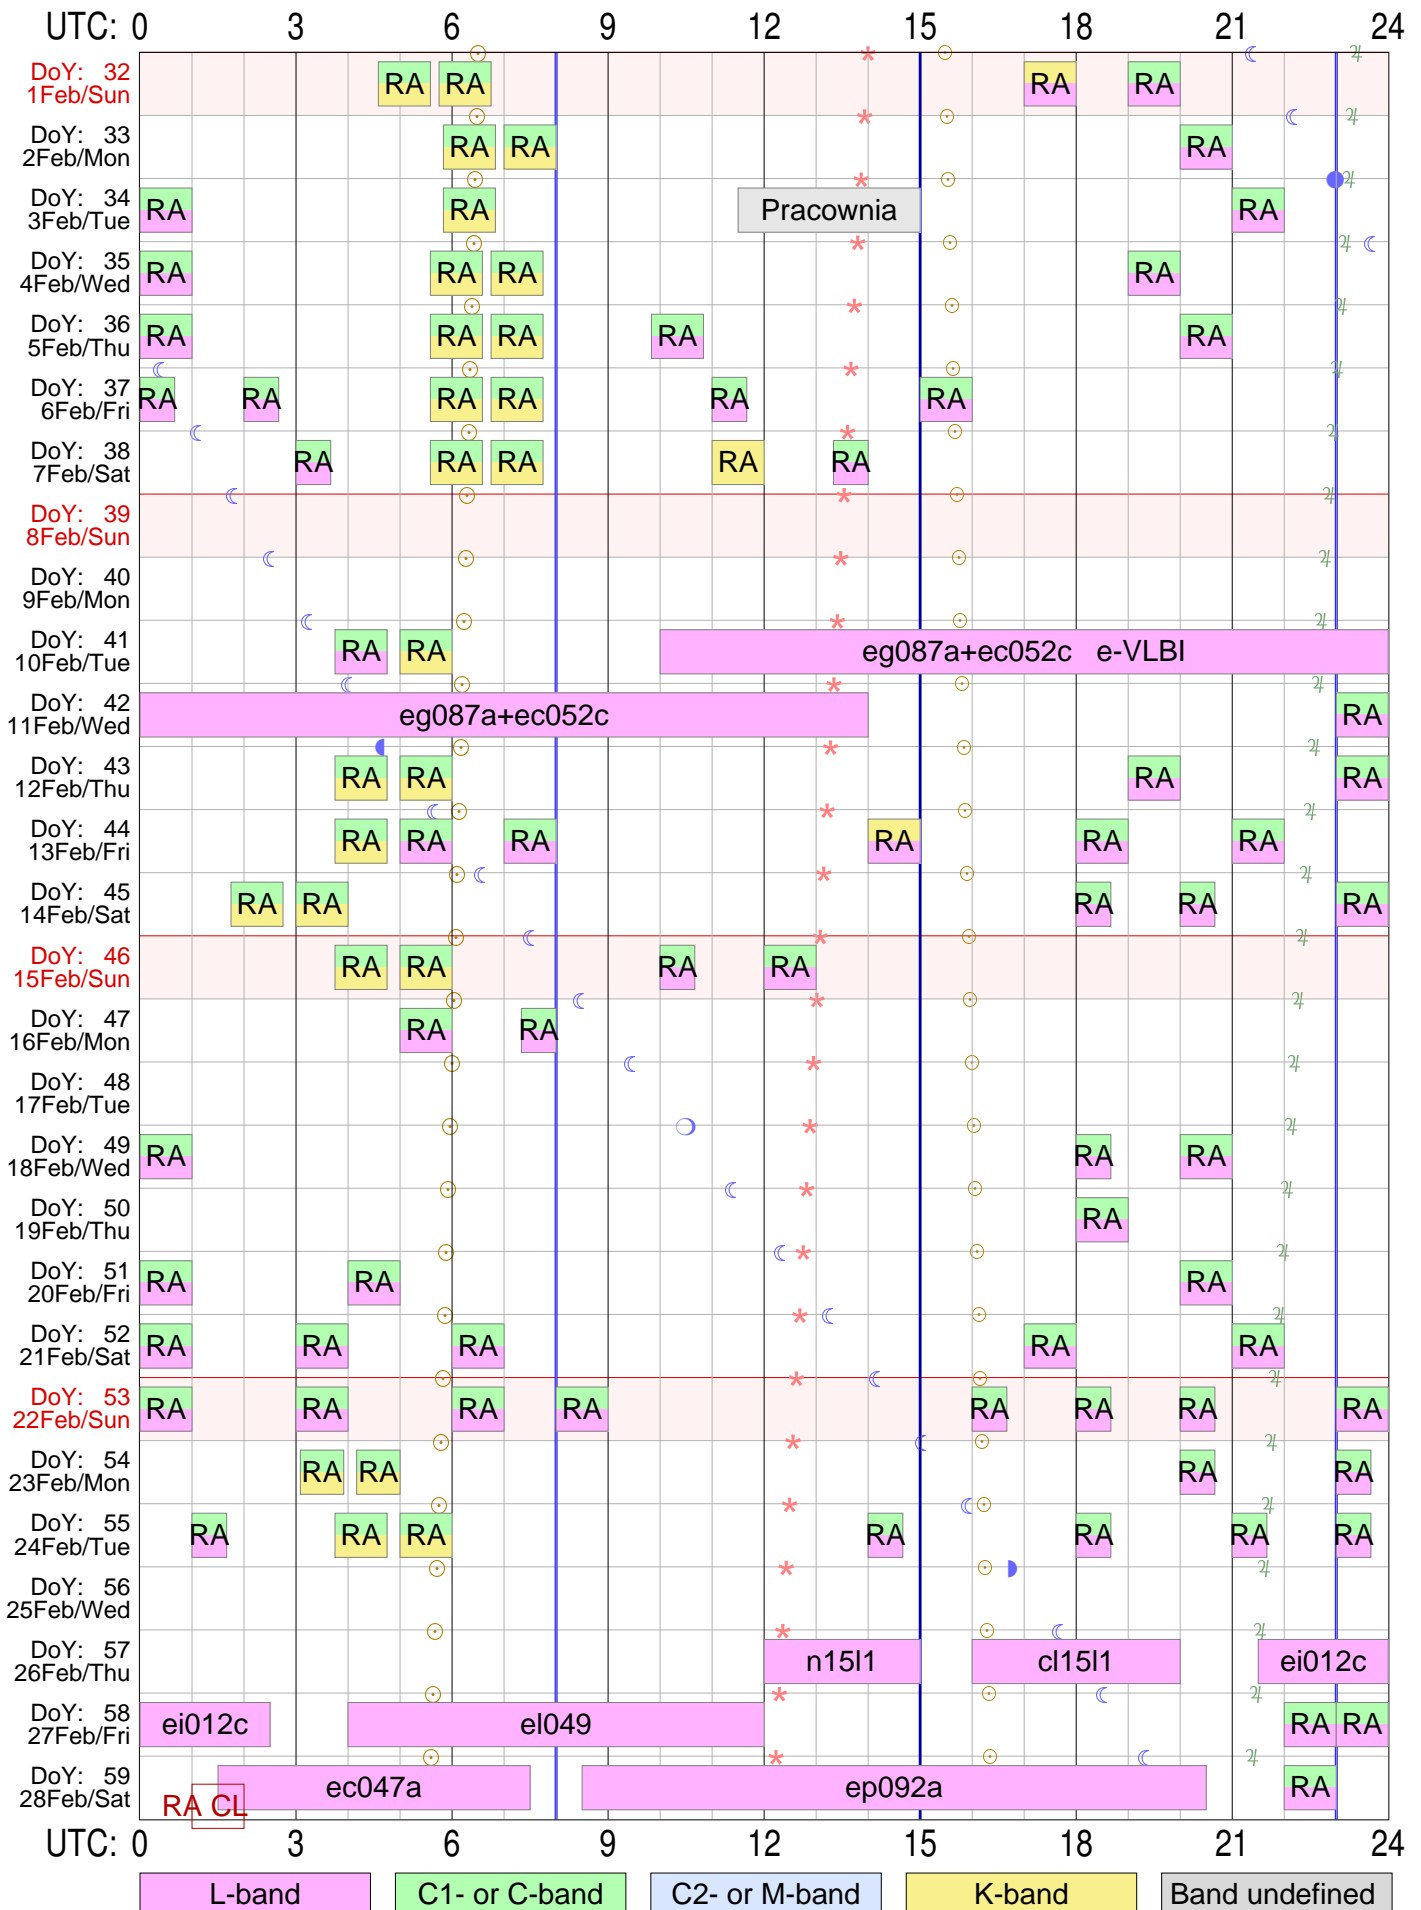 UTC: 0 3 6 9 12 15 18 21 24
DoY: 32
1Feb/Sun RA RA RA RA
DoY: 33
2Feb/Mon RA RA RA
DoY: 34
3Feb/Tue RA RA Pracownia RA
DoY: 35
4Feb/Wed RA RA RA RA
DoY: 36
5Feb/Thu RA RA RA RA RA
DoY: 37
6Feb/Fri RA RA RA RA RA RA
DoY: 38
7Feb/Sat RA RA RA RA RA
DoY: 39
8Feb/Sun
DoY: 40
9Feb/Mon
DoY: 41
10Feb/Tue RA RA eg087a+ec052c e-VLBI
DoY: 42
11Feb/Wed eg087a+ec052c RA
DoY: 43
12Feb/Thu RA RA RA RA
DoY: 44
13Feb/Fri RA RA RA RA RA RA
DoY: 45
14Feb/Sat RA RA RA RA RA
DoY: 46
15Feb/Sun RA RA RA RA
DoY: 47
16Feb/Mon RA RA
DoY: 48
17Feb/Tue
DoY: 49
18Feb/Wed RA RA RA
DoY: 50
19Feb/Thu RA
DoY: 51
20Feb/Fri RA RA RA
DoY: 52
21Feb/Sat RA RA RA RA RA
DoY: 53
22Feb/Sun RA RA RA RA RA RA RA RA
DoY: 54
23Feb/Mon RA RA RA RA
DoY: 55
24Feb/Tue RA RA RA RA RA RA RA
DoY: 56
25Feb/Wed
DoY: 57
26Feb/Thu n15l1 cl15l1 ei012c
DoY: 58
27Feb/Fri ei012c el049 RA RA
DoY: 59
28Feb/Sat ec047a ep092a RA
RA CL
UTC: 0 3 6 9 12 15 18 21 24
L-band C1- or C-band C2- or M-band K-band Band undefined